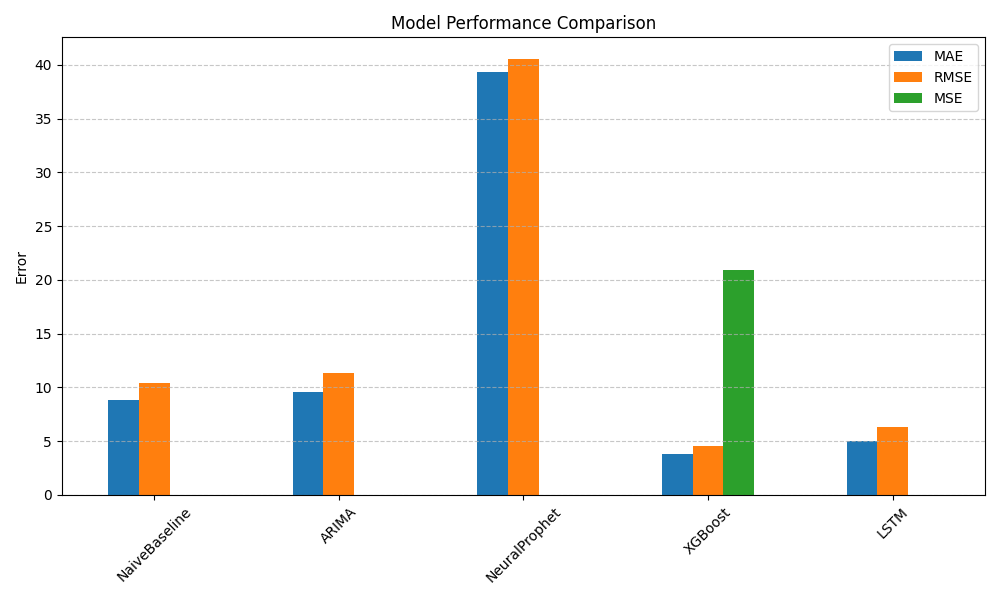 Model Performance Comparison
MAE
RMSE
MSE
Error
40
35
30
25
20
15
10
5
0
NaiveBaseline
ARIMA
NeuralProphet
XGBoost
LSTM